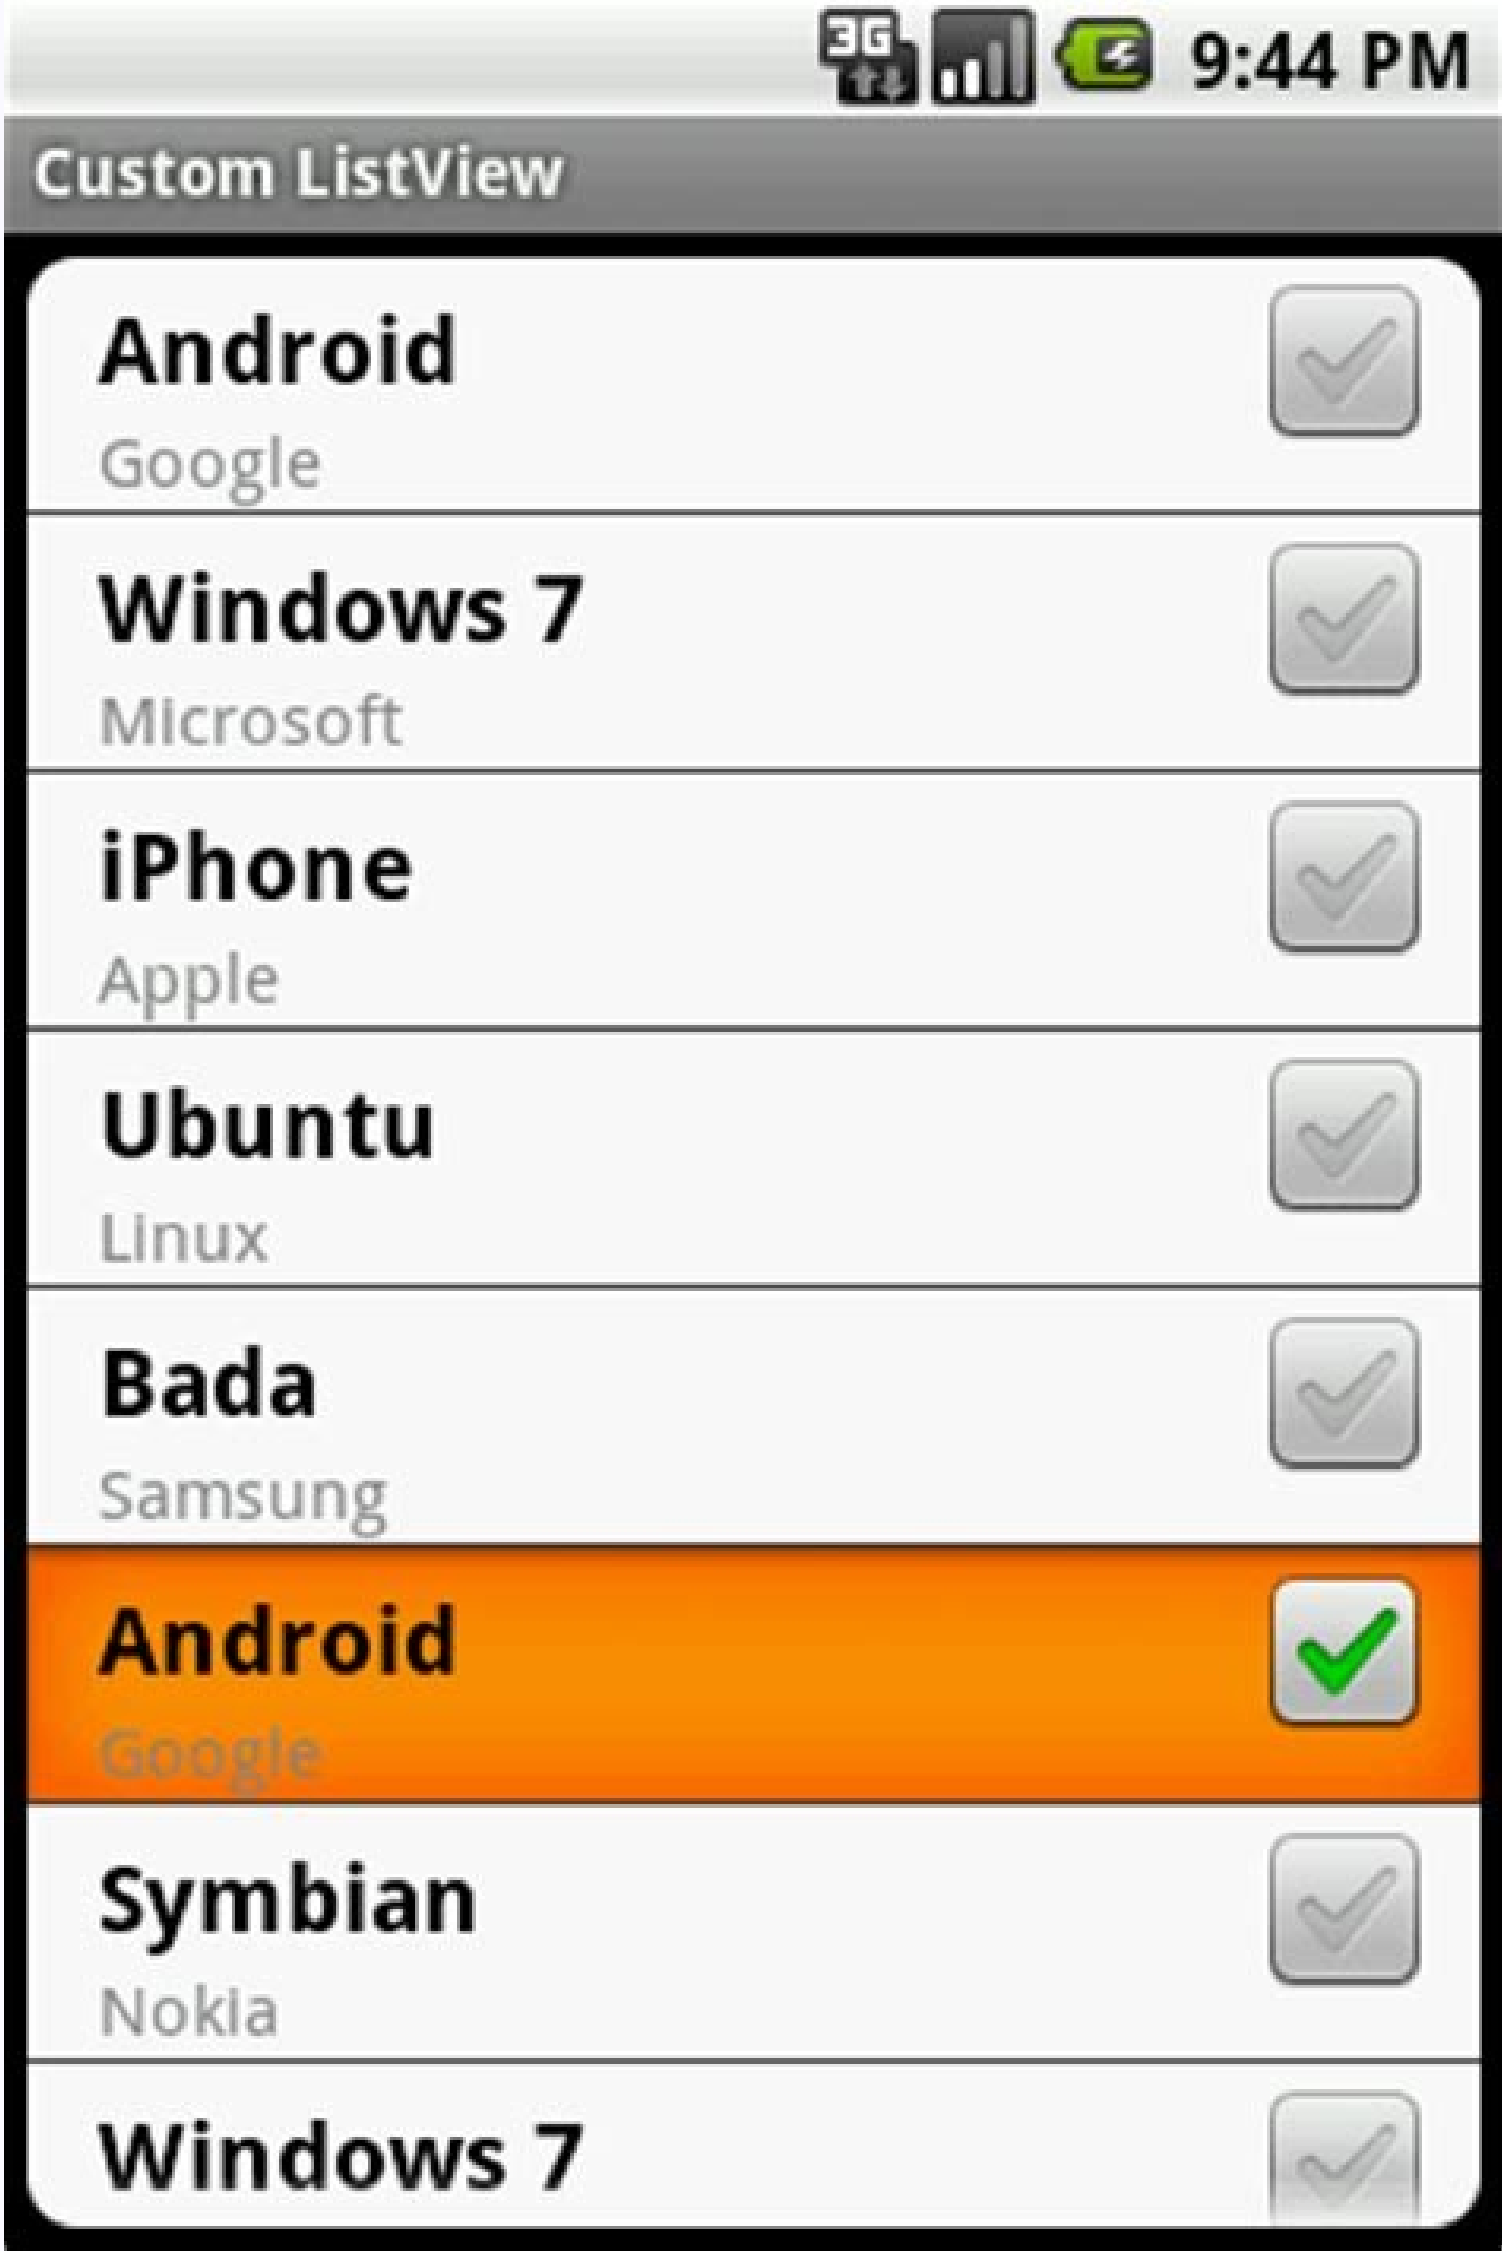 3G 9:44 PM
Custom ListView
Android
Google
Windows 7
Microsoft
iPhone
Apple
Ubuntu
Linux
Bada
Samsung
Android
Google
Symbian
Nokia
Windows 7